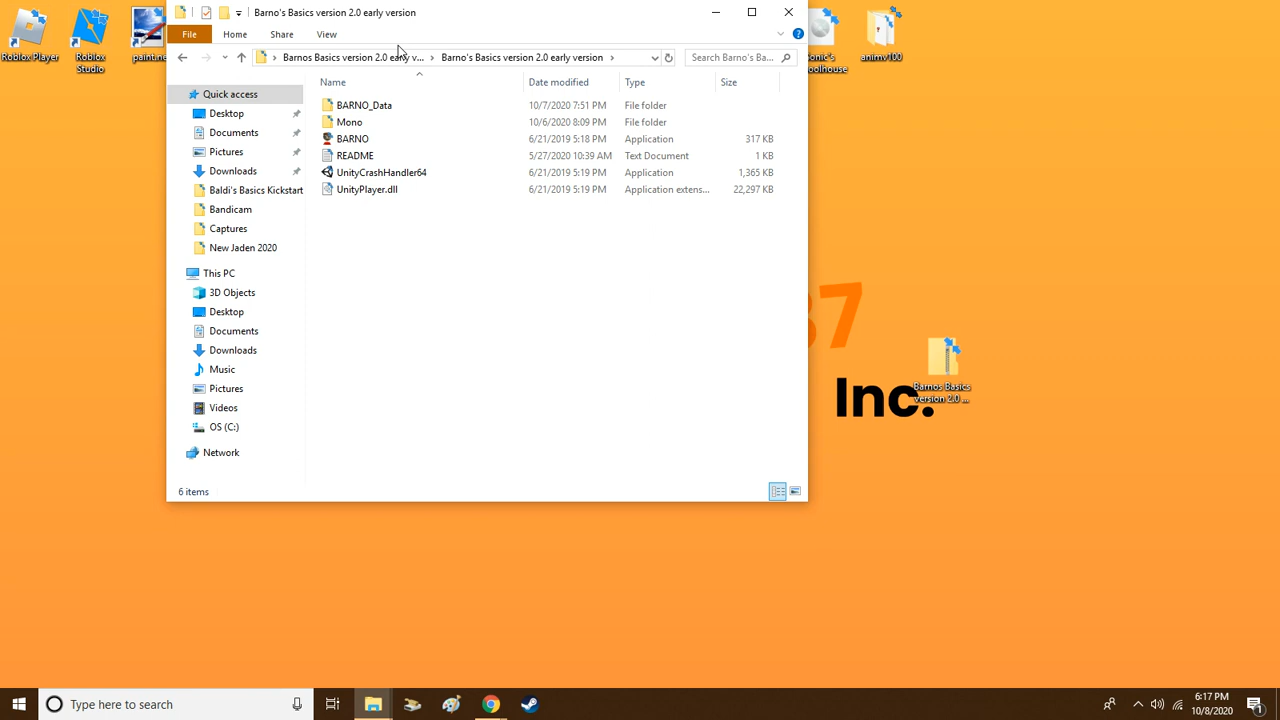 Barno's Basics version 2.0 early version
File Home Share View
Barnos Basics version 2.0 early v... > Barno's Basics version 2.0 early version > Search Barno's Ba...
Name Date modified Type Size
Quick access
Desktop
Documents
Pictures
Downloads
Baldi's Basics Kickstart
Bandicam
Captures
New Jaden 2020
This PC
3D Objects
Desktop
Documents
Downloads
Music
Pictures
Videos
OS (C:)
Network
BARNO_Data 10/7/2020 7:51 PM File folder
Mono 10/6/2020 8:09 PM File folder
BARNO 6/21/2019 5:18 PM Application 317 KB
README 5/27/2020 10:39 AM Text Document 1 KB
UnityCrashHandler64 6/21/2019 5:19 PM Application 1,365 KB
UnityPlayer.dll 6/21/2019 5:19 PM Application extens... 22,297 KB
6 items
Roblox Player
Roblox
Studio
paint.n
animv100
7
Inc.
Barnos Basics
version 2.0 ...
Type here to search
6:17 PM
10/8/2020
1